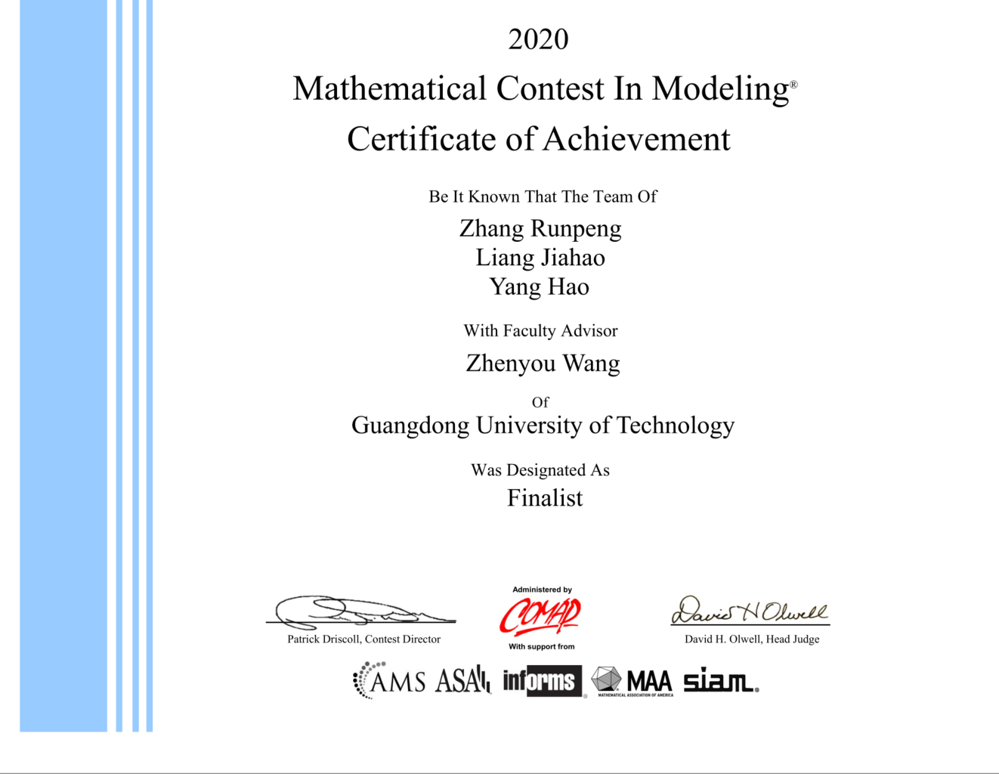 2020
Mathematical Contest In Modeling®
Certificate of Achievement
Be It Known That The Team Of
Zhang Runpeng
Liang Jiahao
Yang Hao
With Faculty Advisor
Zhenyou Wang
Of
Guangdong University of Technology
Was Designated As
Finalist
Administered by
COMAP
David H Olwell
Patrick Driscoll, Contest Director
David H. Olwell, Head Judge
With support from
AMS ASA informs® MAA siam®
MATHEMATICAL ASSOCIATION OF AMERICA